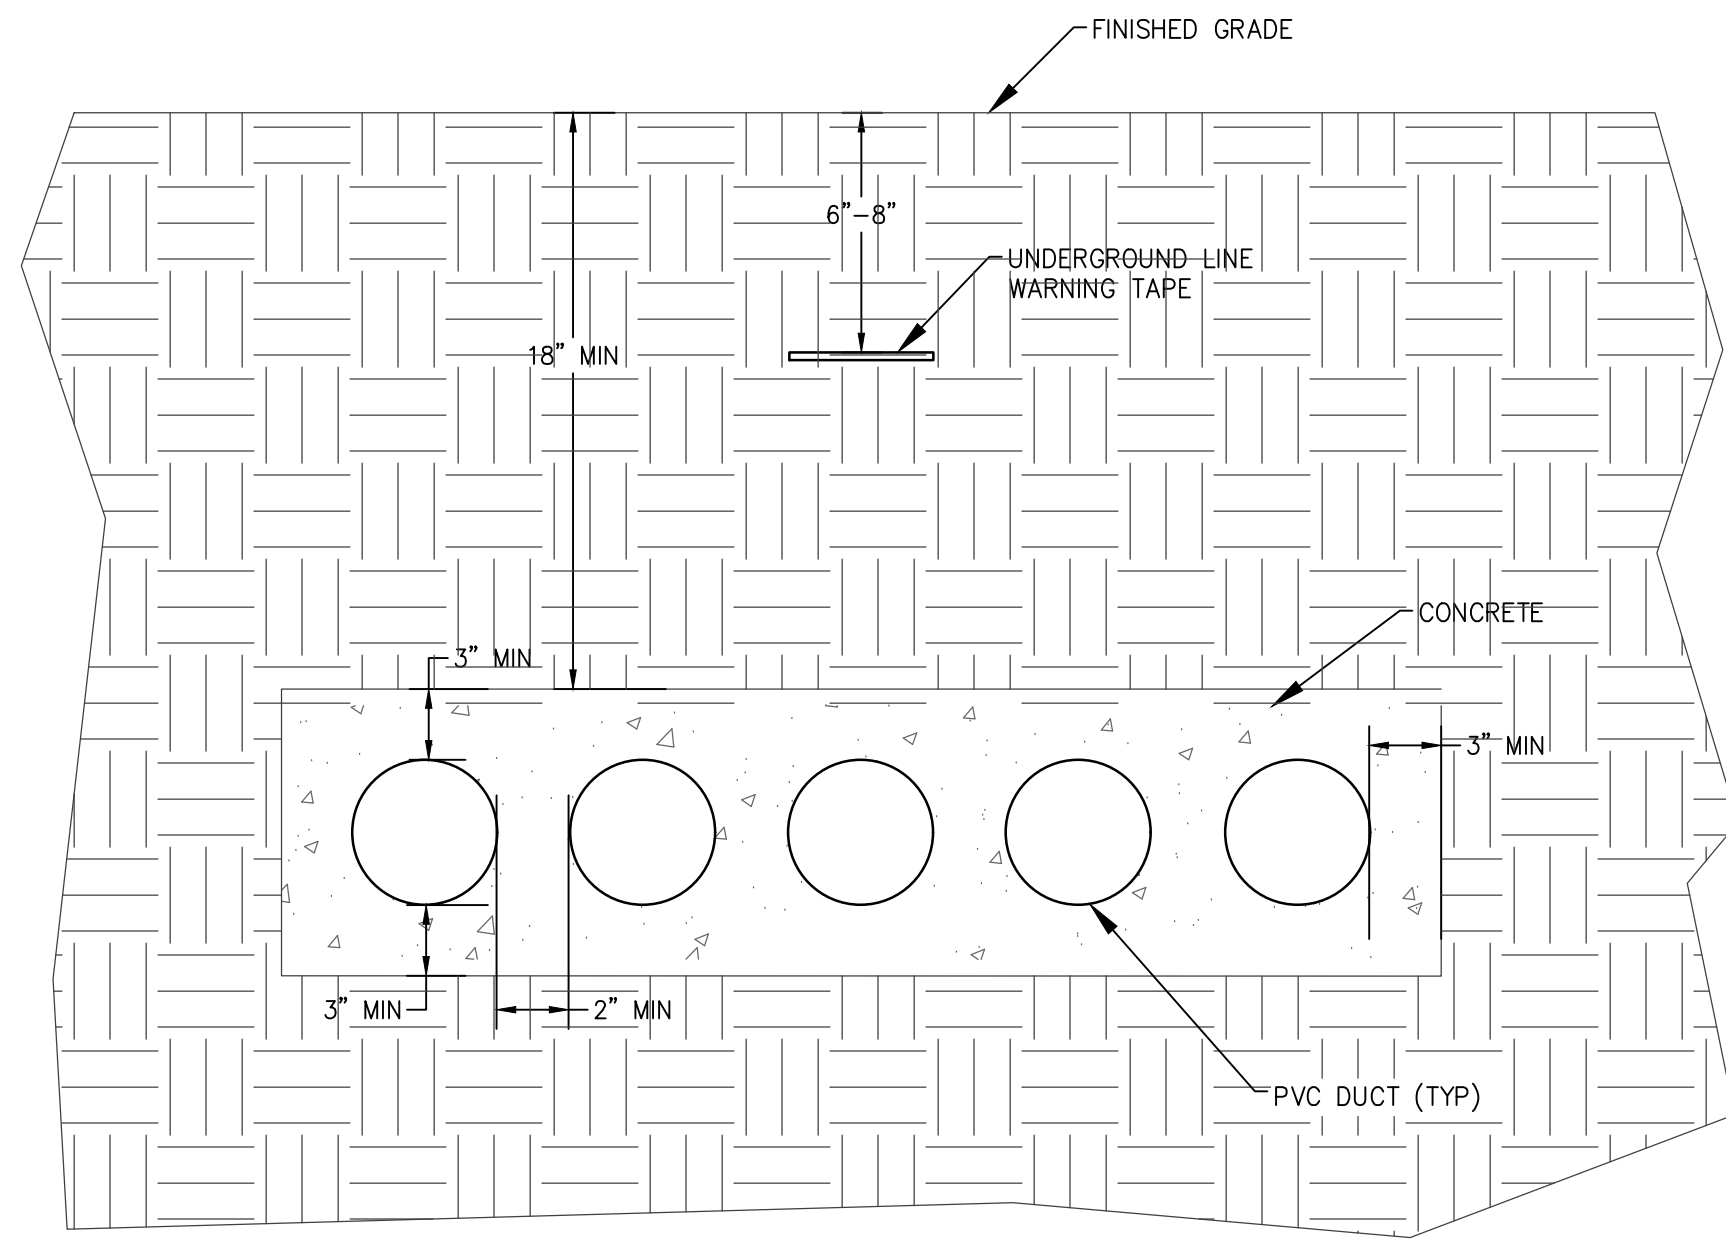 FINISHED GRADE
6”–8”
UNDERGROUND LINE
WARNING TAPE
18” MIN
CONCRETE
3” MIN
3” MIN
3” MIN
2” MIN
PVC DUCT (TYP)